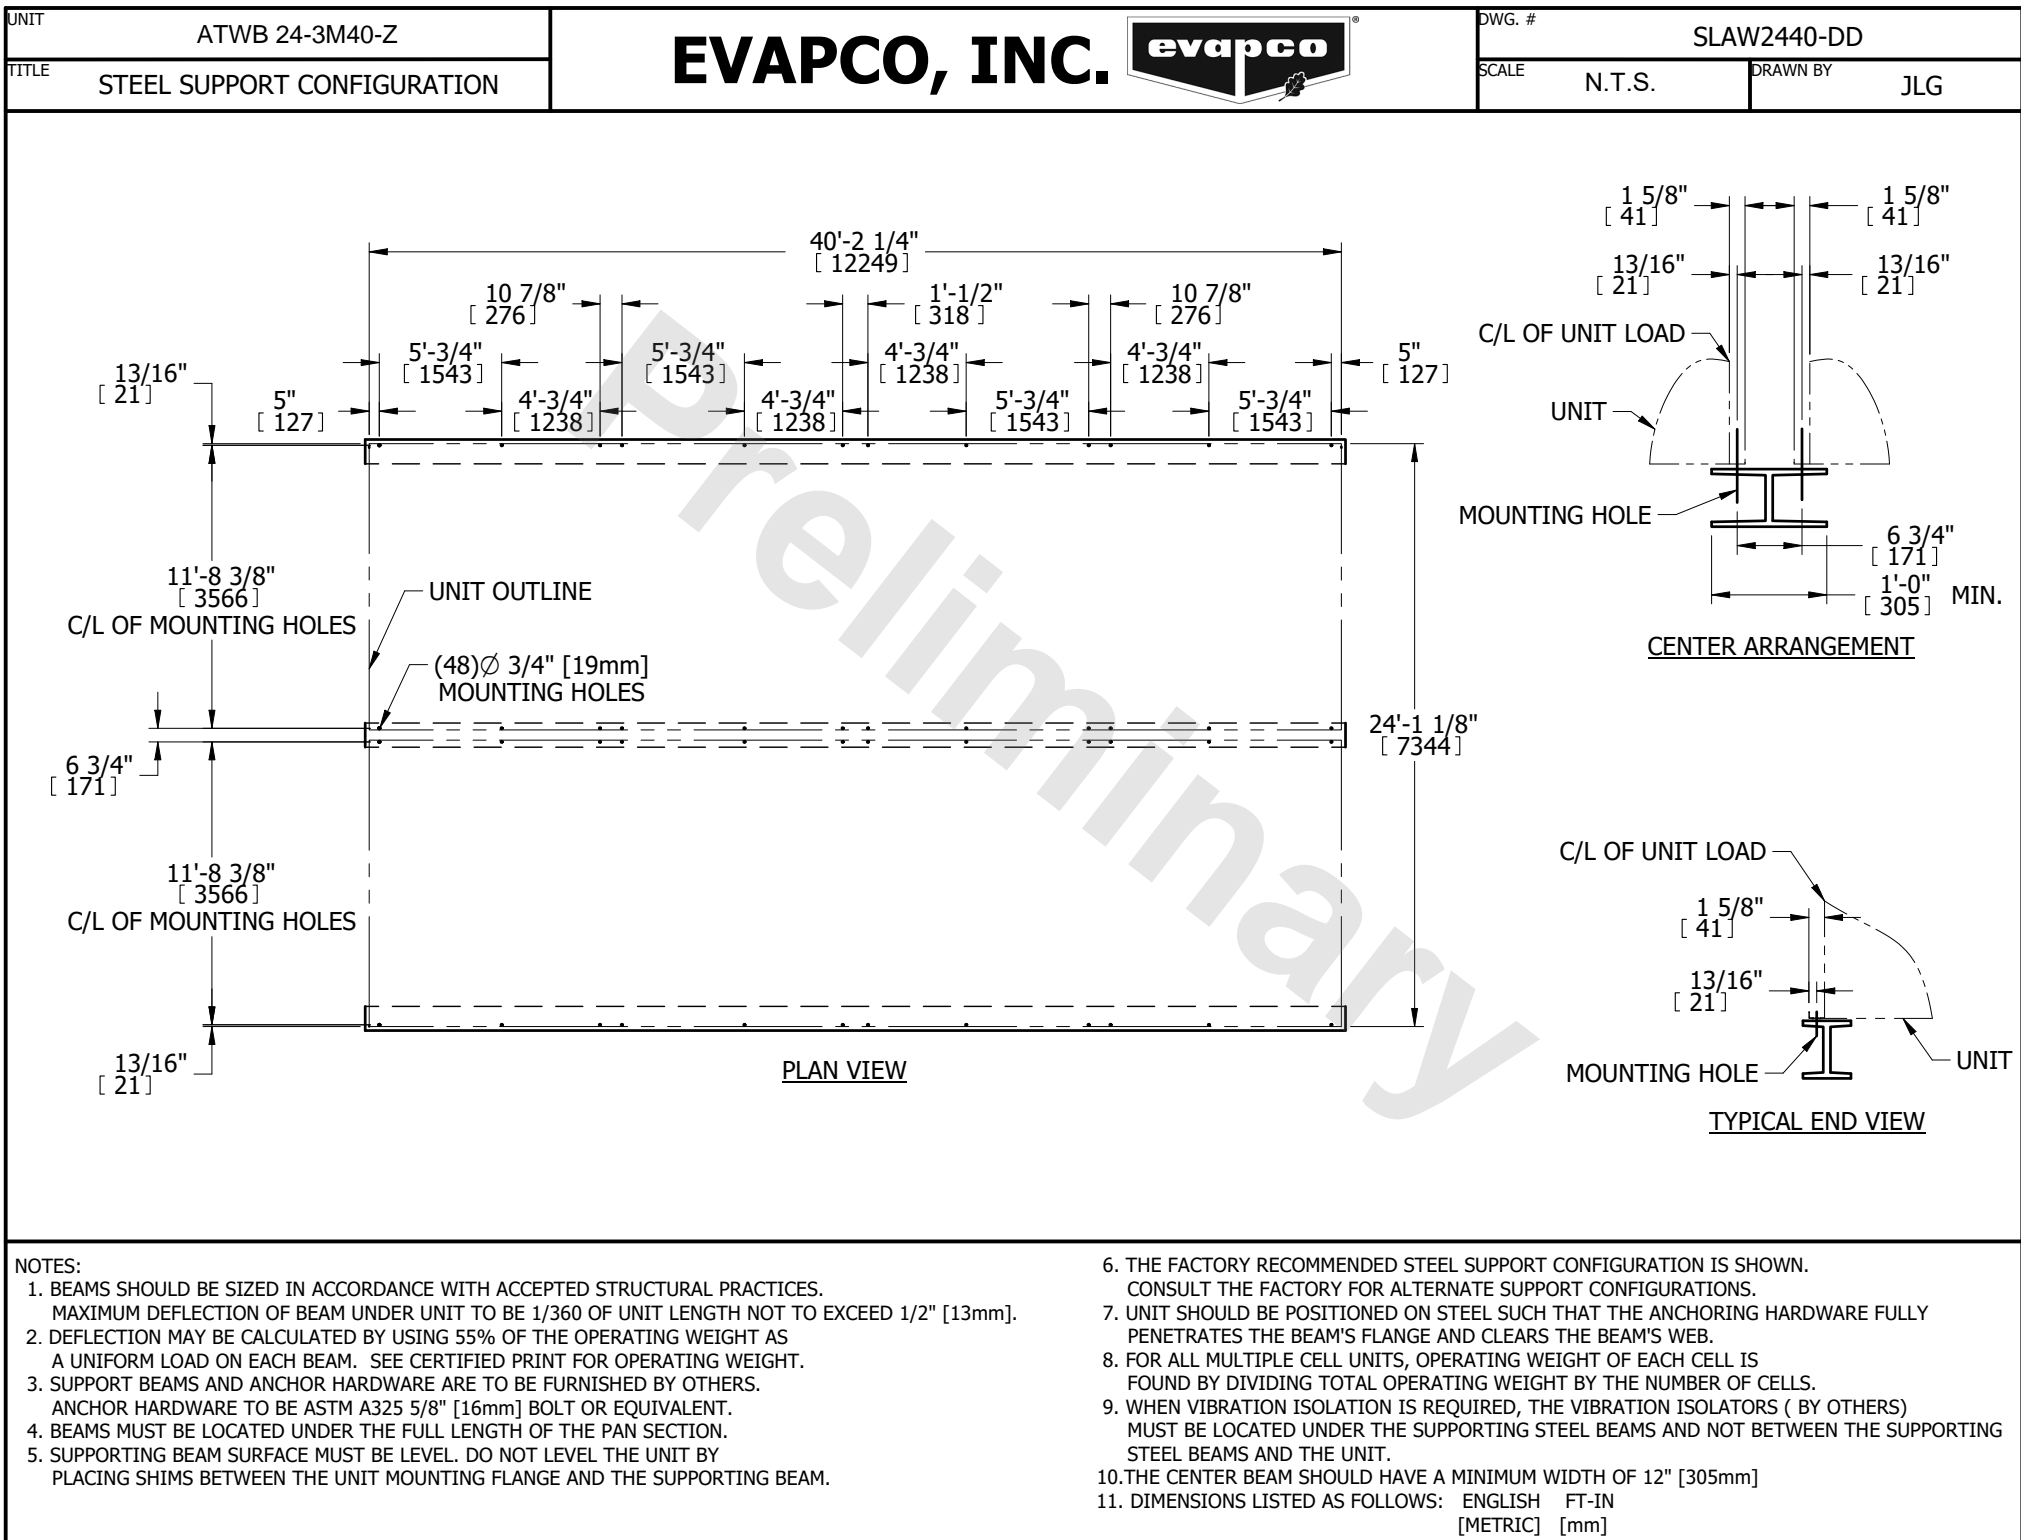 UNIT
ATWB 24-3M40-Z
TITLE
STEEL SUPPORT CONFIGURATION
EVAPCO, INC.
evapco
®
DWG. #
SLAW2440-DD
SCALE
N.T.S.
DRAWN BY
JLG
Preliminary
40'-2 1/4"
[ 12249]
10 7/8"
[ 276]
1'-1/2"
[ 318 ]
10 7/8"
[ 276]
5'-3/4"
[ 1543]
5'-3/4"
[ 1543]
4'-3/4"
[ 1238]
4'-3/4"
[ 1238]
5"
[ 127]
13/16"
[ 21]
5"
[ 127]
4'-3/4"
[ 1238]
4'-3/4"
[ 1238]
5'-3/4"
[ 1543]
5'-3/4"
[ 1543]
11'-8 3/8"
[ 3566]
C/L OF MOUNTING HOLES
UNIT OUTLINE
(48)Ø 3/4" [19mm]
MOUNTING HOLES
6 3/4"
[ 171]
24'-1 1/8"
[ 7344]
11'-8 3/8"
[ 3566]
C/L OF MOUNTING HOLES
13/16"
[ 21]
PLAN VIEW
1 5/8"
[ 41]
1 5/8"
[ 41]
13/16"
[ 21]
13/16"
[ 21]
C/L OF UNIT LOAD
UNIT
MOUNTING HOLE
6 3/4"
[ 171]
1'-0"
[ 305] MIN.
CENTER ARRANGEMENT
C/L OF UNIT LOAD
1 5/8"
[ 41]
13/16"
[ 21]
MOUNTING HOLE
UNIT
TYPICAL END VIEW
NOTES:
1. BEAMS SHOULD BE SIZED IN ACCORDANCE WITH ACCEPTED STRUCTURAL PRACTICES.
MAXIMUM DEFLECTION OF BEAM UNDER UNIT TO BE 1/360 OF UNIT LENGTH NOT TO EXCEED 1/2" [13mm].
2. DEFLECTION MAY BE CALCULATED BY USING 55% OF THE OPERATING WEIGHT AS
A UNIFORM LOAD ON EACH BEAM. SEE CERTIFIED PRINT FOR OPERATING WEIGHT.
3. SUPPORT BEAMS AND ANCHOR HARDWARE ARE TO BE FURNISHED BY OTHERS.
ANCHOR HARDWARE TO BE ASTM A325 5/8" [16mm] BOLT OR EQUIVALENT.
4. BEAMS MUST BE LOCATED UNDER THE FULL LENGTH OF THE PAN SECTION.
5. SUPPORTING BEAM SURFACE MUST BE LEVEL. DO NOT LEVEL THE UNIT BY
PLACING SHIMS BETWEEN THE UNIT MOUNTING FLANGE AND THE SUPPORTING BEAM.
6. THE FACTORY RECOMMENDED STEEL SUPPORT CONFIGURATION IS SHOWN.
CONSULT THE FACTORY FOR ALTERNATE SUPPORT CONFIGURATIONS.
7. UNIT SHOULD BE POSITIONED ON STEEL SUCH THAT THE ANCHORING HARDWARE FULLY
PENETRATES THE BEAM'S FLANGE AND CLEARS THE BEAM'S WEB.
8. FOR ALL MULTIPLE CELL UNITS, OPERATING WEIGHT OF EACH CELL IS
FOUND BY DIVIDING TOTAL OPERATING WEIGHT BY THE NUMBER OF CELLS.
9. WHEN VIBRATION ISOLATION IS REQUIRED, THE VIBRATION ISOLATORS ( BY OTHERS)
MUST BE LOCATED UNDER THE SUPPORTING STEEL BEAMS AND NOT BETWEEN THE SUPPORTING
STEEL BEAMS AND THE UNIT.
10.THE CENTER BEAM SHOULD HAVE A MINIMUM WIDTH OF 12" [305mm]
11. DIMENSIONS LISTED AS FOLLOWS: ENGLISH FT-IN
[METRIC] [mm]